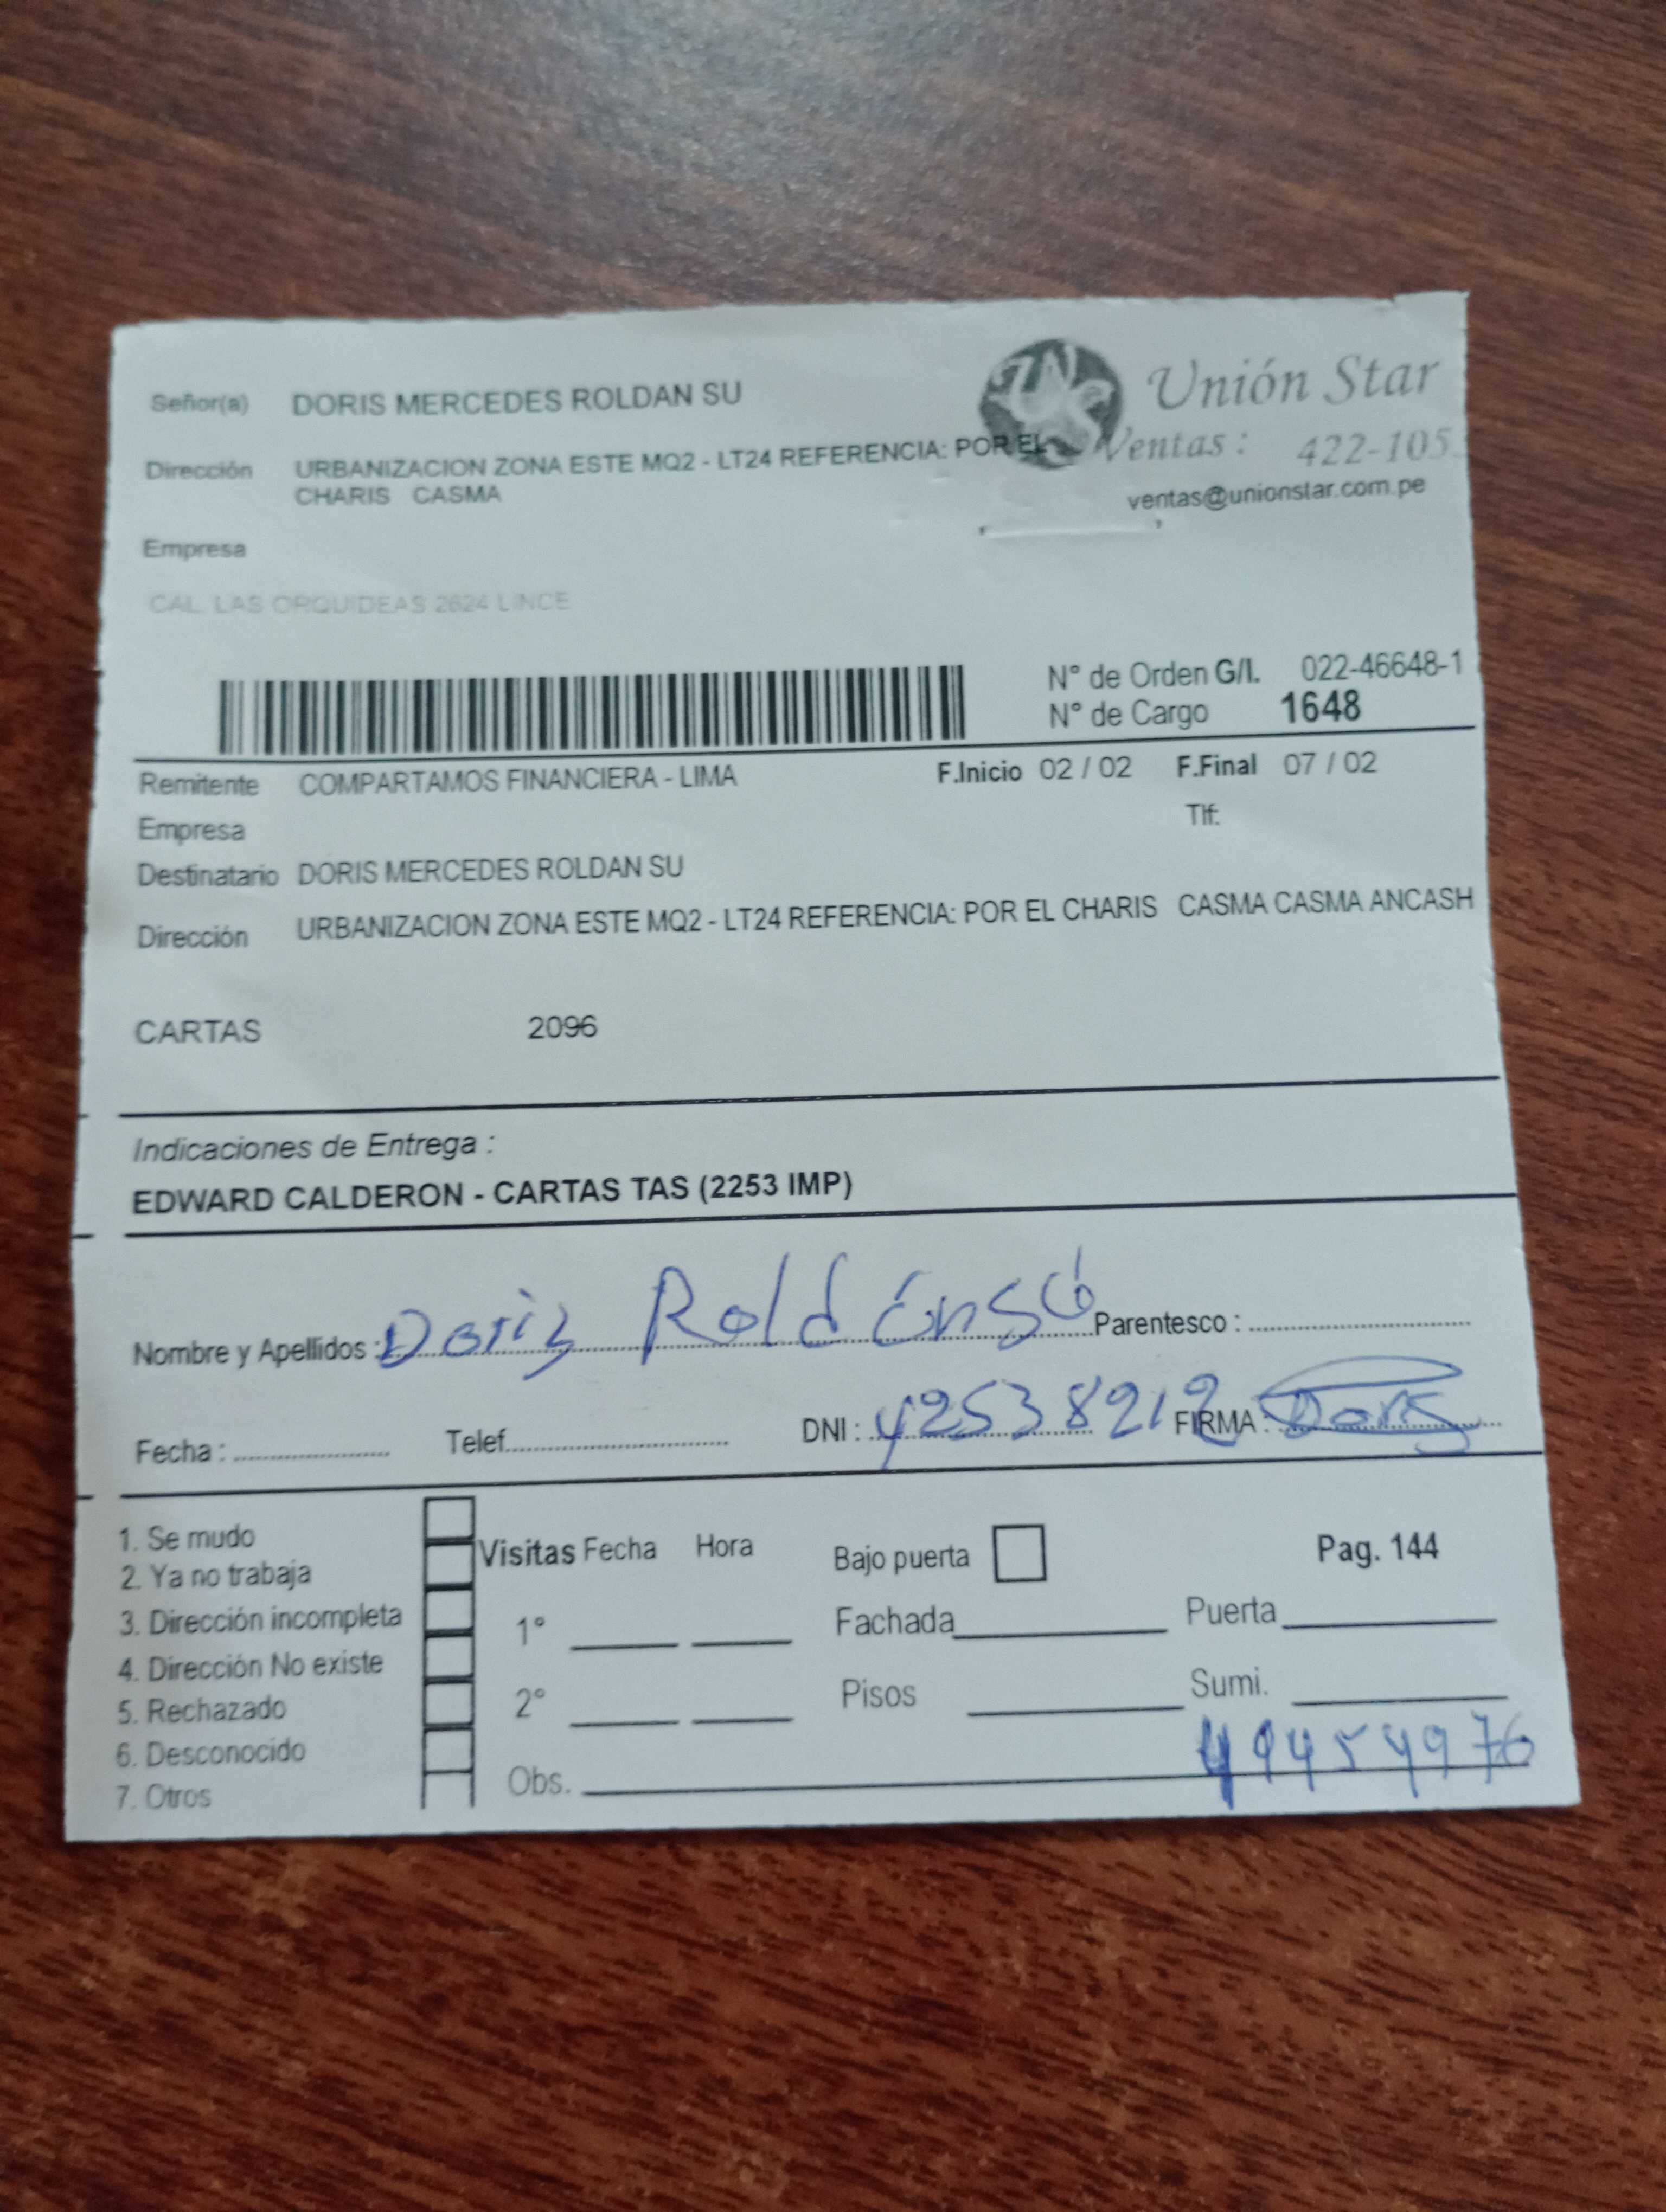 Señor(a) DORIS MERCEDES ROLDAN SU
Unión Star
Dirección URBANIZACION ZONA ESTE MQ2 - LT24 REFERENCIA: POR EL
CHARIS CASMA
Ventas : 422-105
ventas@unionstar.com.pe
Empresa
CAL. LAS ORQUIDEAS 2624 LINCE
N° de Orden G/I. 022-46648-1
N° de Cargo 1648
Remitente COMPARTAMOS FINANCIERA - LIMA F.Inicio 02 / 02 F.Final 07 / 02
Empresa Tlf:
Destinatario DORIS MERCEDES ROLDAN SU
Dirección URBANIZACION ZONA ESTE MQ2 - LT24 REFERENCIA: POR EL CHARIS CASMA CASMA ANCASH
CARTAS 2096
Indicaciones de Entrega :
EDWARD CALDERON - CARTAS TAS (2253 IMP)
Nombre y Apellidos : Doris Roldán Sú Parentesco :
Fecha : Telef. DNI : 42538212 FIRMA : Doris
1. Se mudo
2. Ya no trabaja
3. Dirección incompleta
4. Dirección No existe
5. Rechazado
6. Desconocido
7. Otros
Visitas Fecha Hora
1°
2°
Obs.
Bajo puerta Pag. 144
Fachada Puerta
Pisos Sumi.
49454976